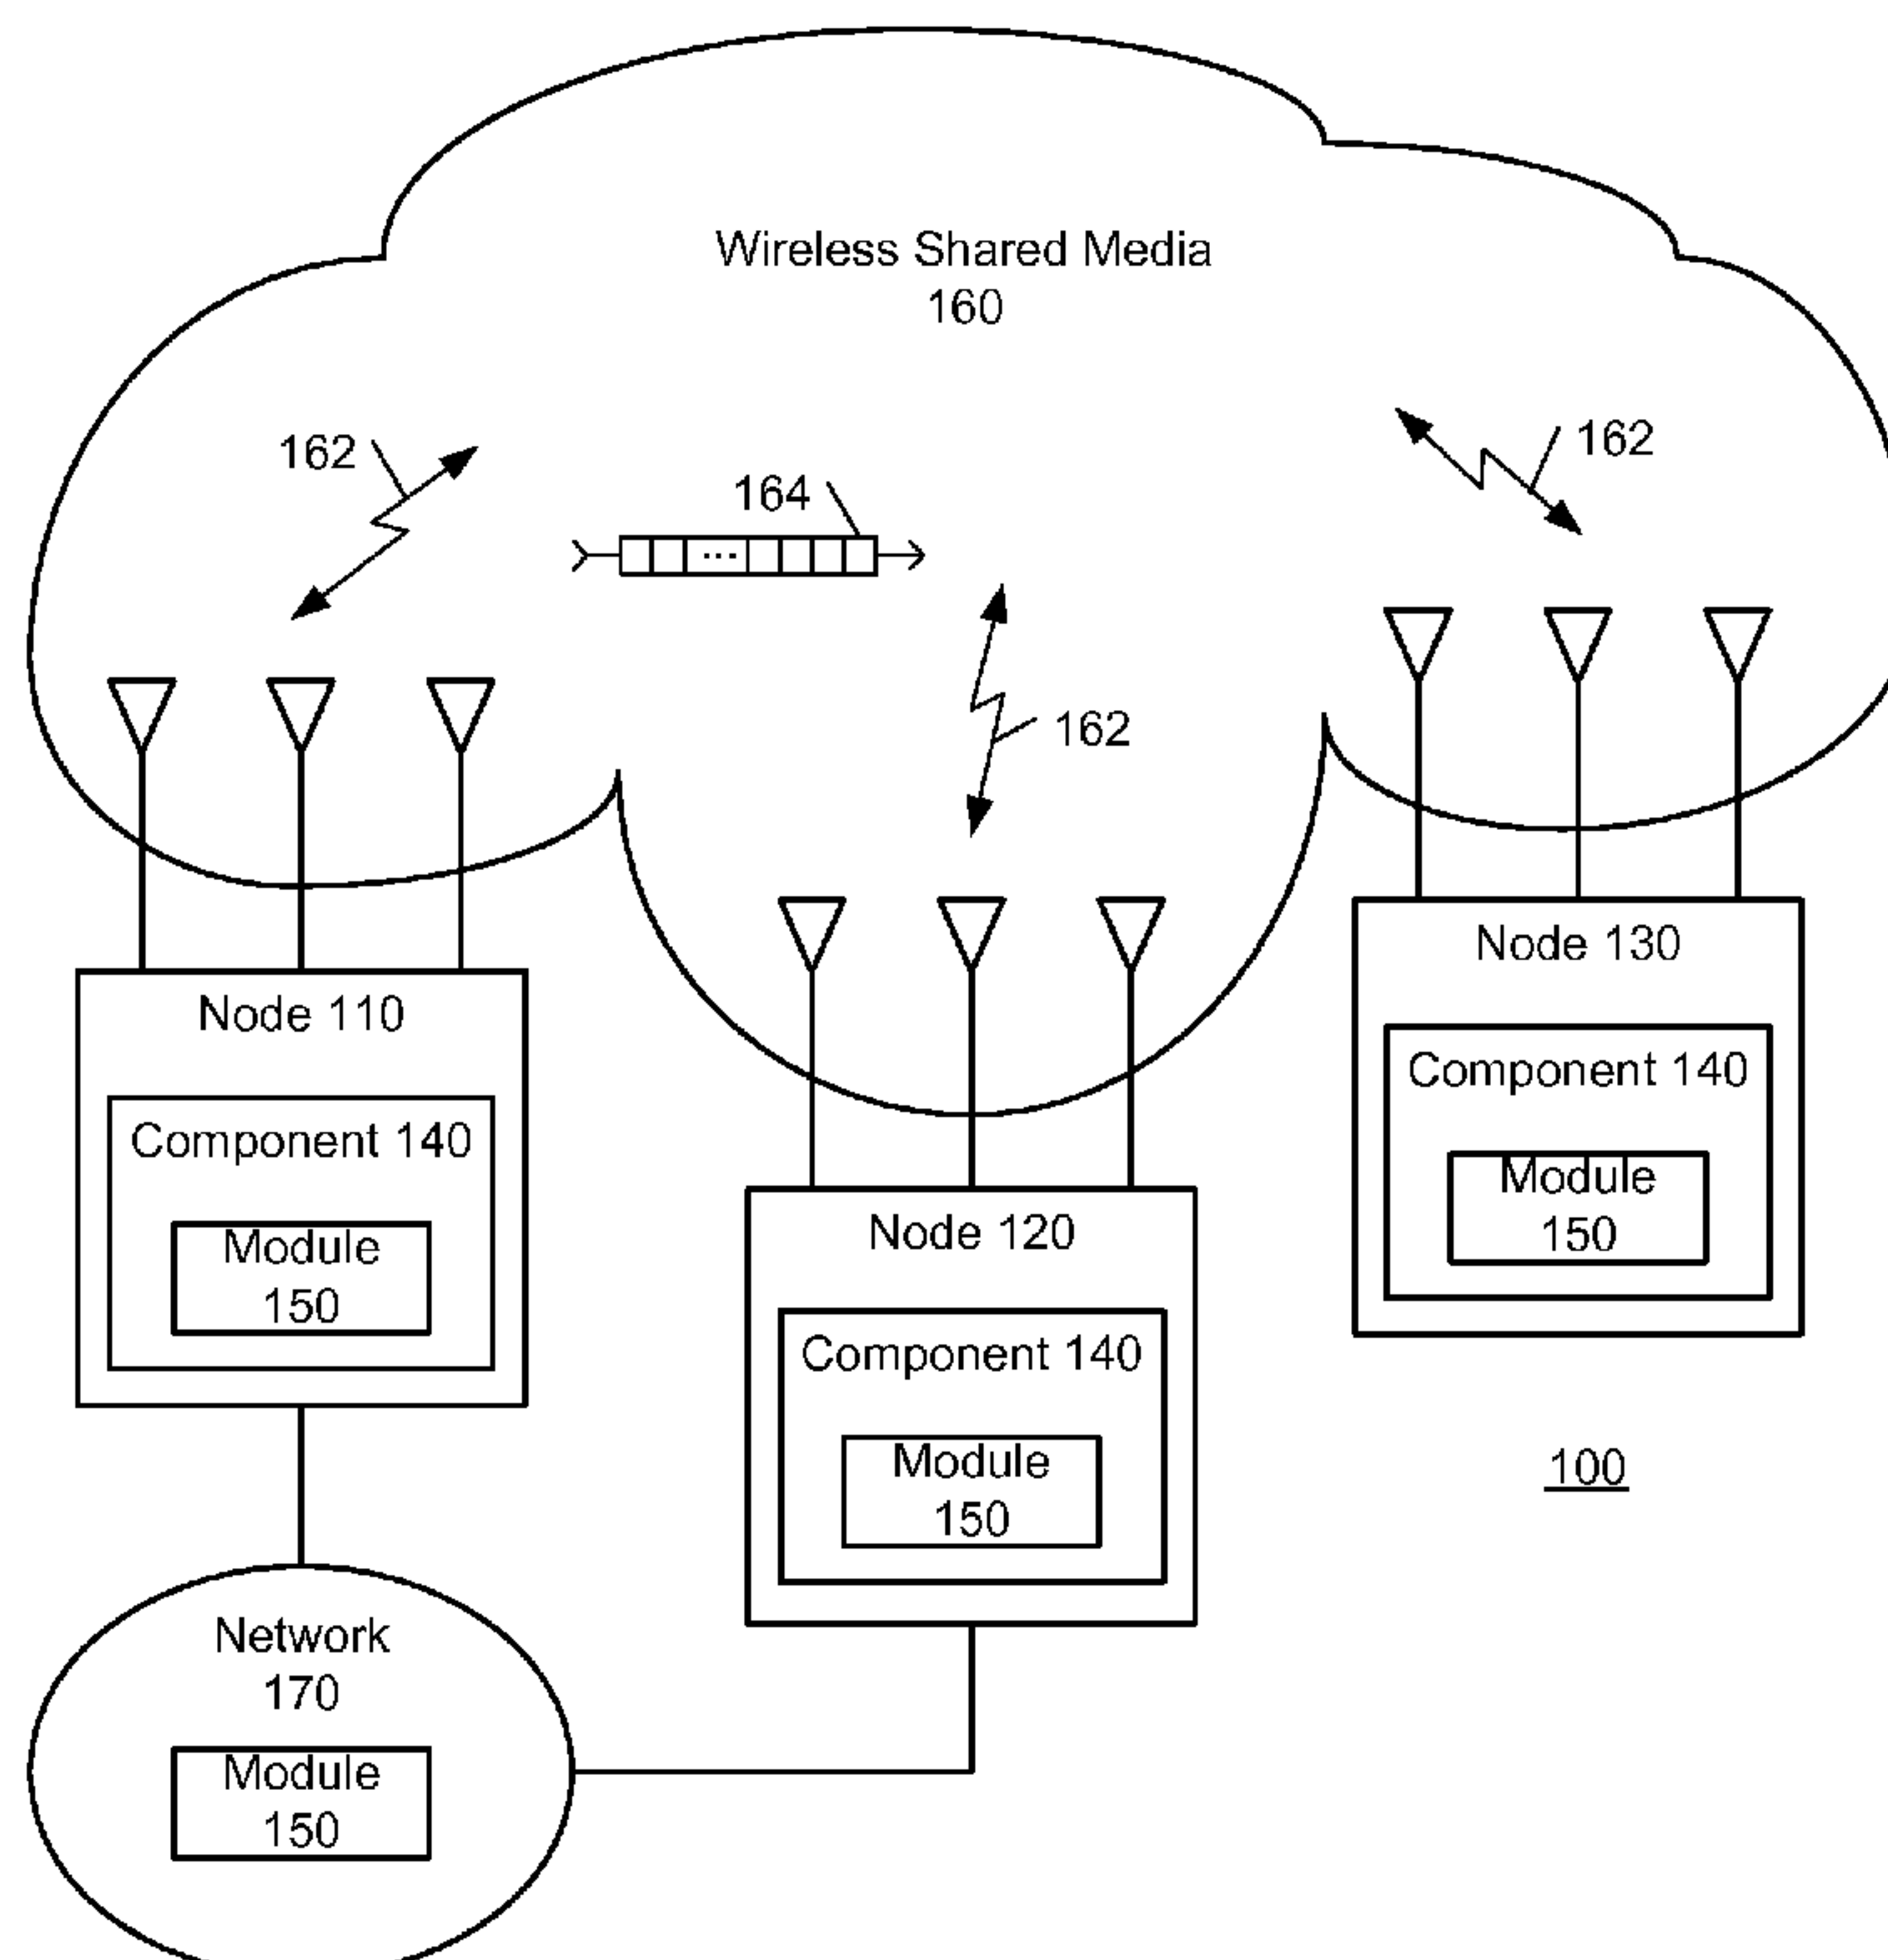 Wireless Shared Media
160
162
162
164
162
Node 130
Node 110
Component 140
Component 140
Module
150
Node 120
Module
150
Component 140
Module
150
100
Network
170
Module
150